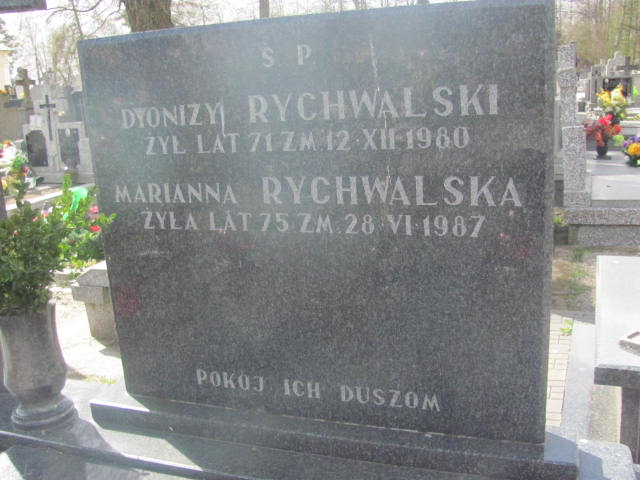 Ś P
DYONIZY RYCHWALSKI
ŻYŁ LAT 71 ZM 12 XII 1980
MARIANNA RYCHWALSKA
ŻYŁA LAT 75 ZM 28 VI 1987
POKÓJ ICH DUSZOM